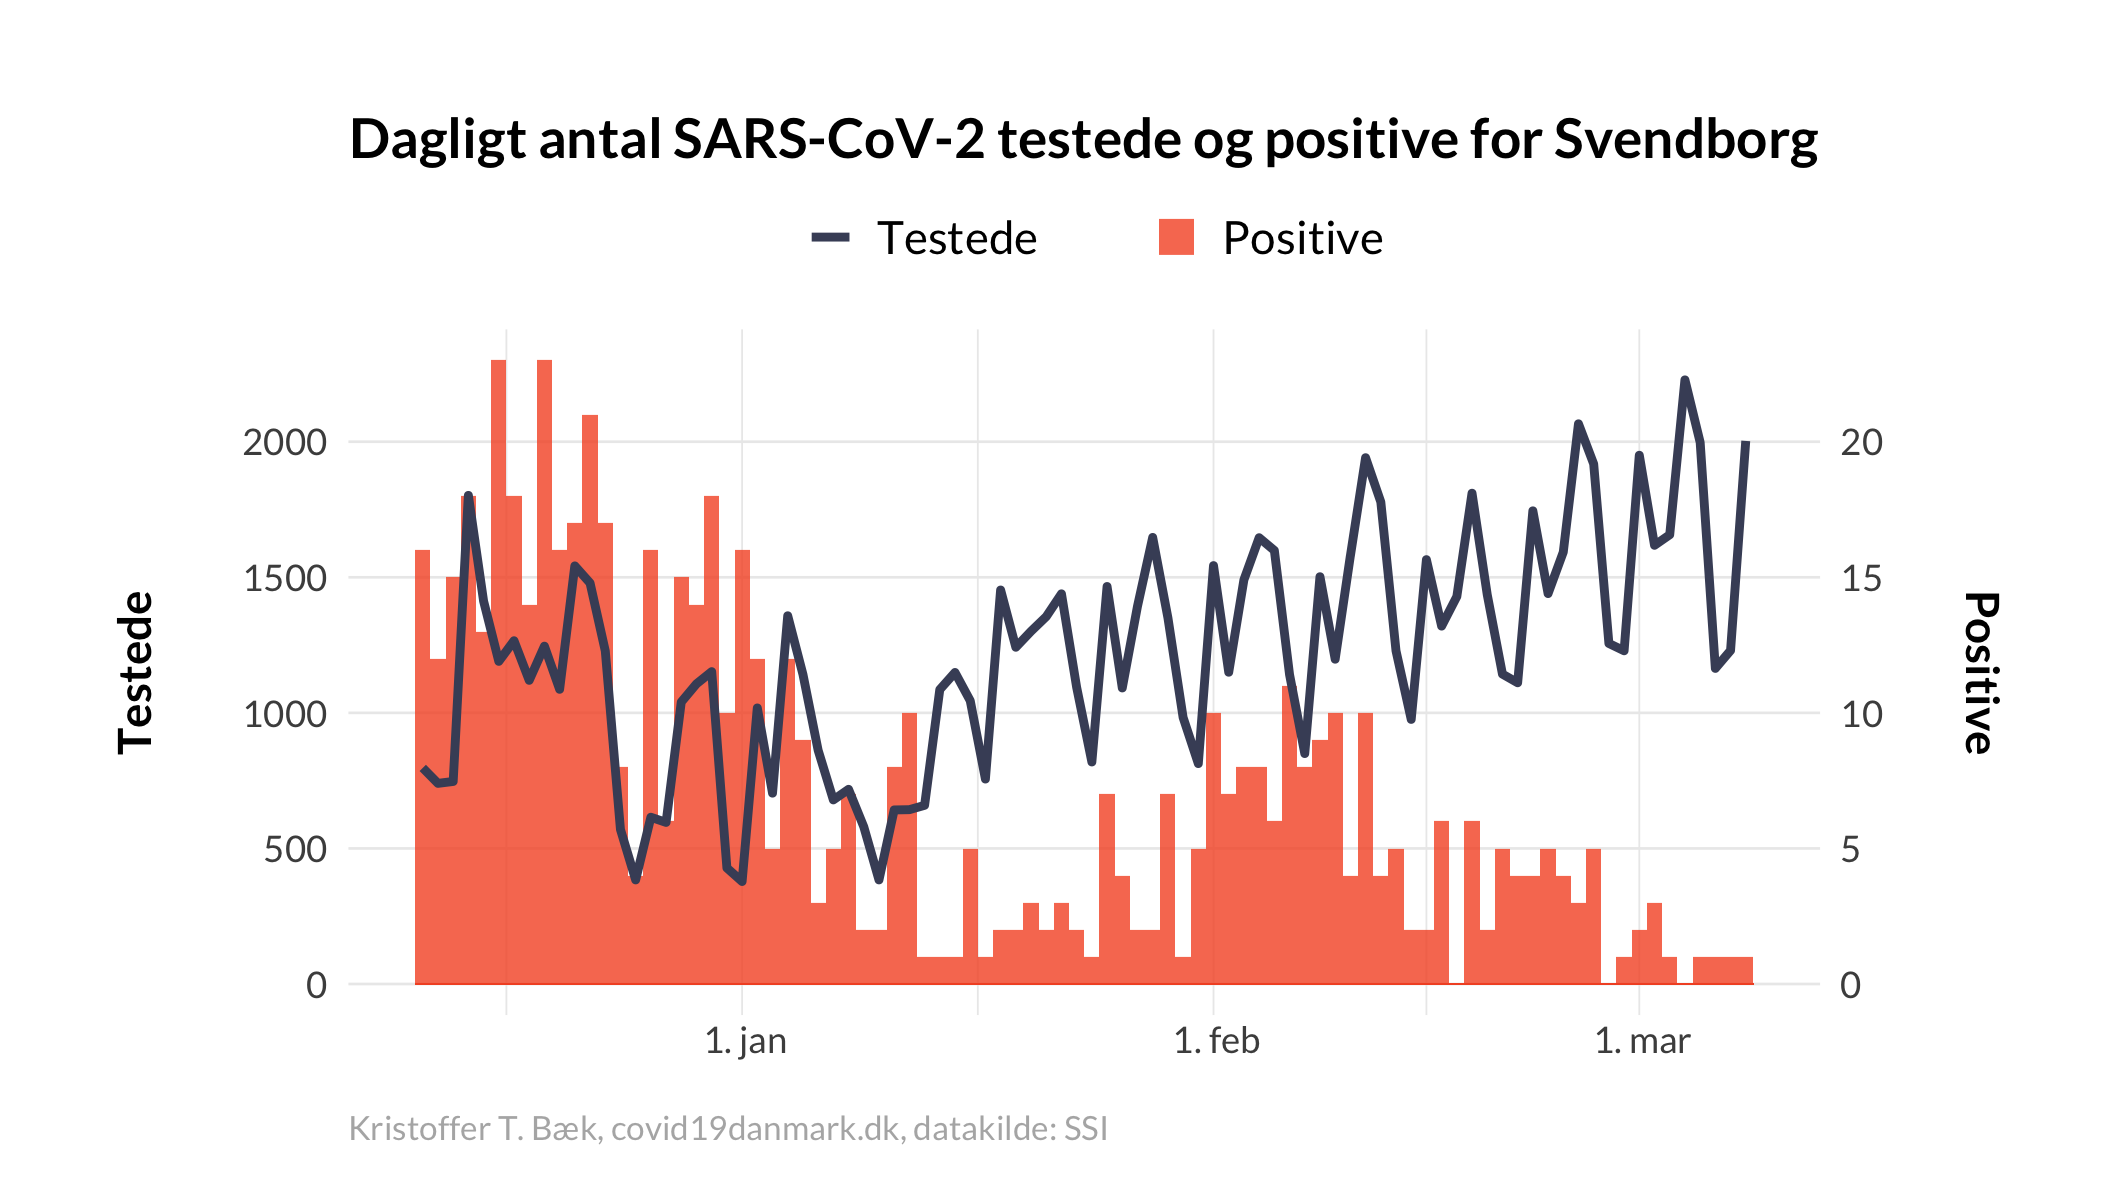 Dagligt antal SARS-CoV-2 testede og positive for Svendborg
Testede
Positive
2000
1500
1000
500
0
20
15
10
5
0
Testede
Positive
1. jan
1. feb
1. mar
Kristoffer T. Bæk, covid19danmark.dk, datakilde: SSI